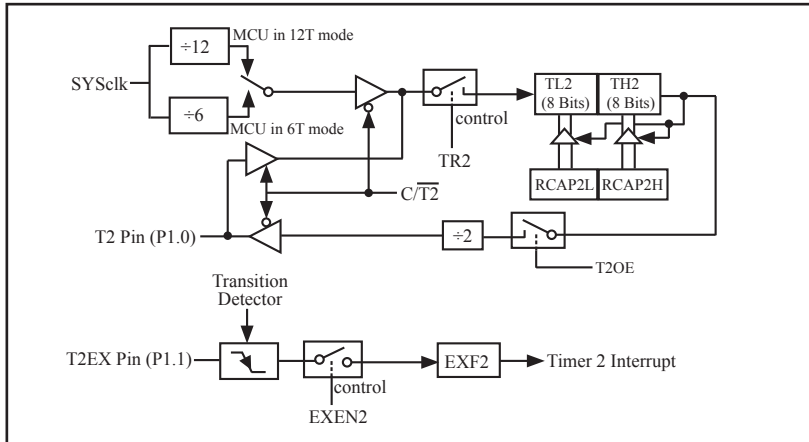 ÷12
MCU in 12T mode
SYSclk
÷6
MCU in 6T mode
control
TR2
TL2
(8 Bits)
TH2
(8 Bits)
RCAP2L
RCAP2H
C/T2
T2 Pin (P1.0)
÷2
T2OE
Transition
Detector
T2EX Pin (P1.1)
control
EXEN2
EXF2
Timer 2 Interrupt